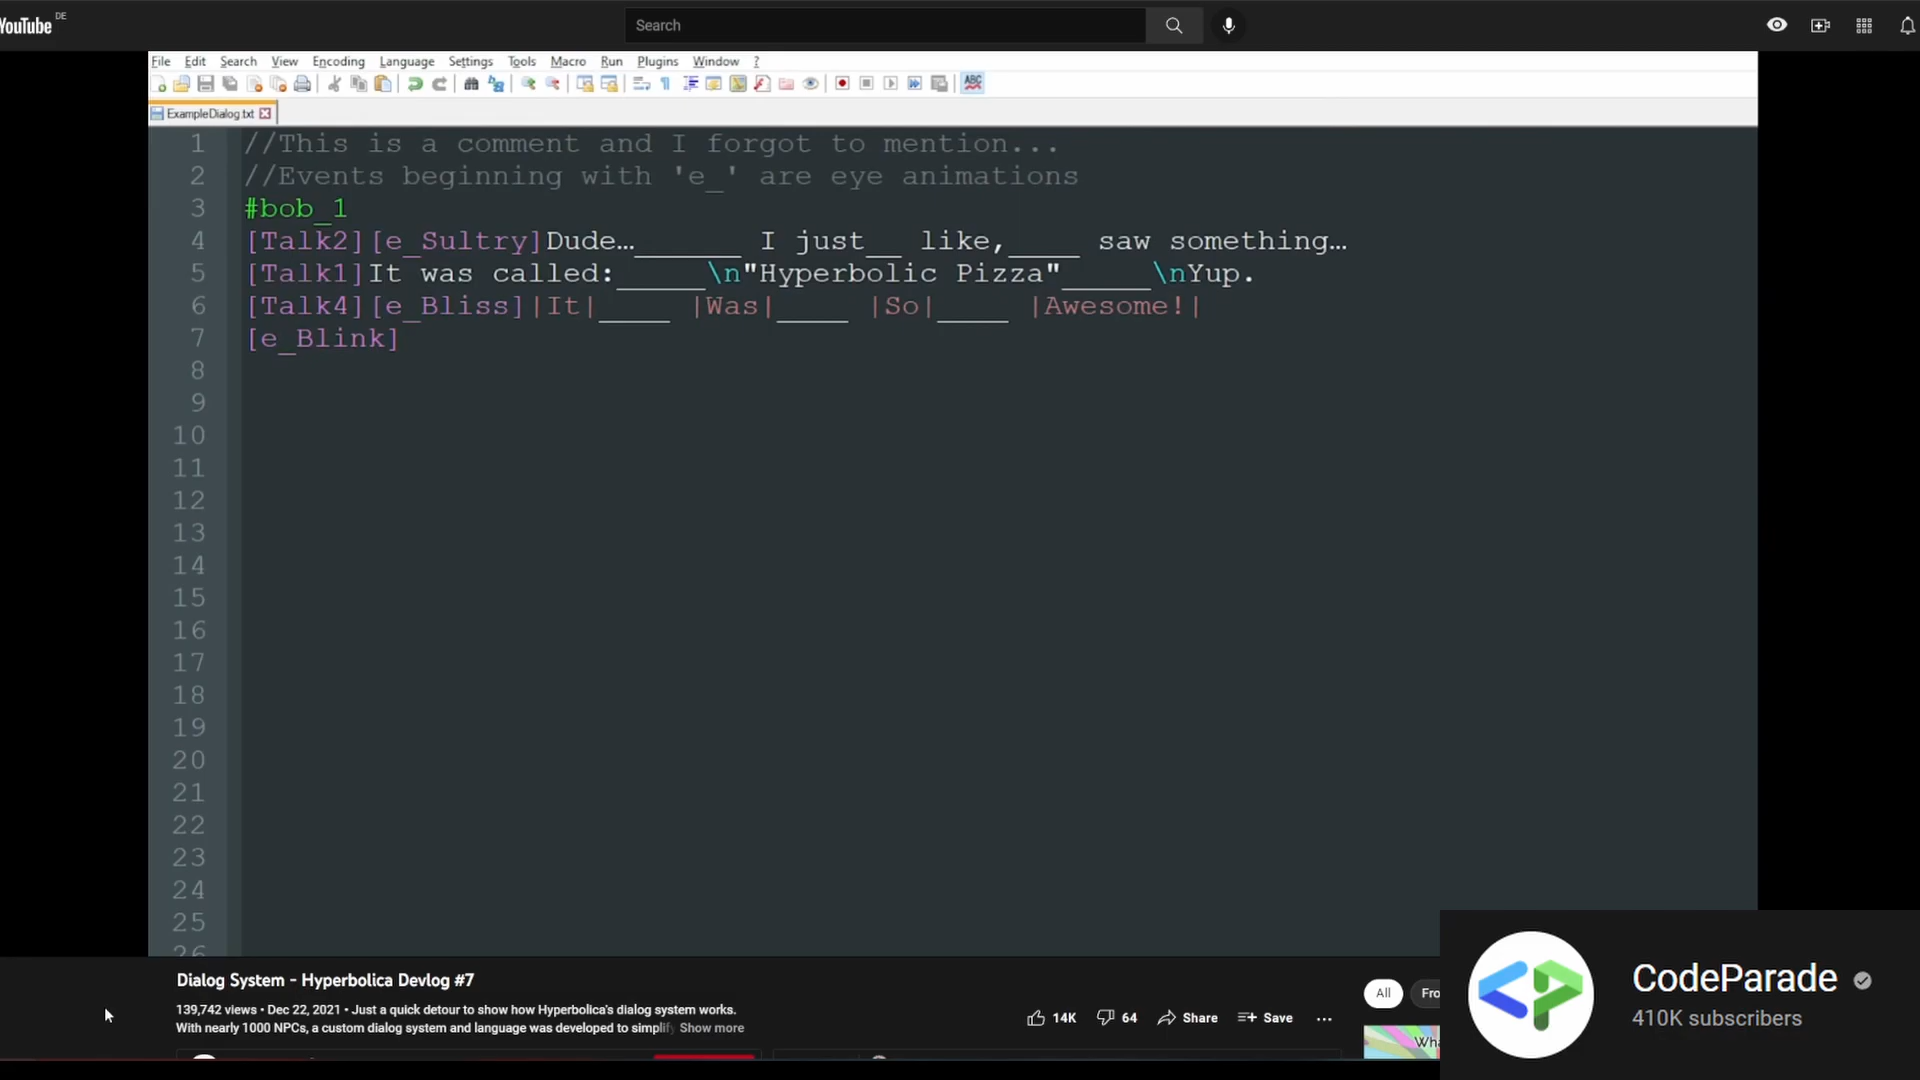 YouTube DE
Search
File Edit Search View Encoding Language Settings Tools Macro Run Plugins Window ?
ABC
ExampleDialog.txt
1 //This is a comment and I forgot to mention...
2 //Events beginning with 'e_' are eye animations
3 #bob_1
4 [Talk2][e_Sultry]Dude…______ I just__ like,____ saw something…
5 [Talk1]It was called:_____\n"Hyperbolic Pizza"_____\nYup.
6 [Talk4][e_Bliss]|It|____ |Was|____ |So|____ |Awesome!|
7 [e_Blink]
8
9
10
11
12
13
14
15
16
17
18
19
20
21
22
23
24
25
26
Dialog System - Hyperbolica Devlog #7
139,742 views • Dec 22, 2021 • Just a quick detour to show how Hyperbolica's dialog system works.
With nearly 1000 NPCs, a custom dialog system and language was developed to simplify Show more
14K 64 Share Save ...
All Fro
Wha
CodeParade
410K subscribers